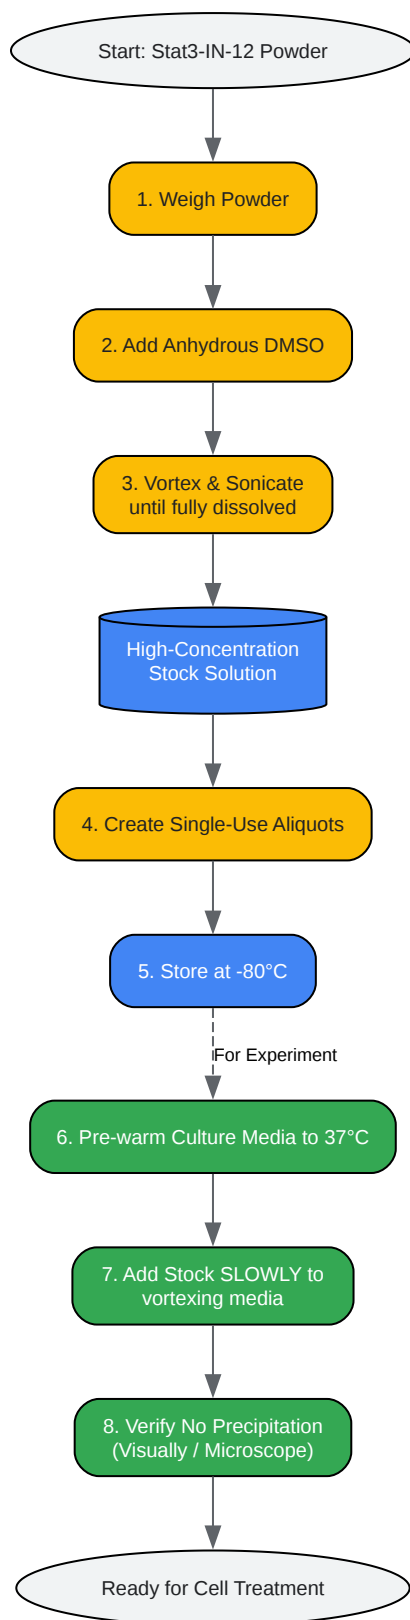 Start: Stat3-IN-12 Powder
1. Weigh Powder
2. Add Anhydrous DMSO
3. Vortex & Sonicate
until fully dissolved
High-Concentration
Stock Solution
4. Create Single-Use Aliquots
5. Store at -80°C
For Experiment
6. Pre-warm Culture Media to 37°C
7. Add Stock SLOWLY to
vortexing media
8. Verify No Precipitation
(Visually / Microscope)
Ready for Cell Treatment